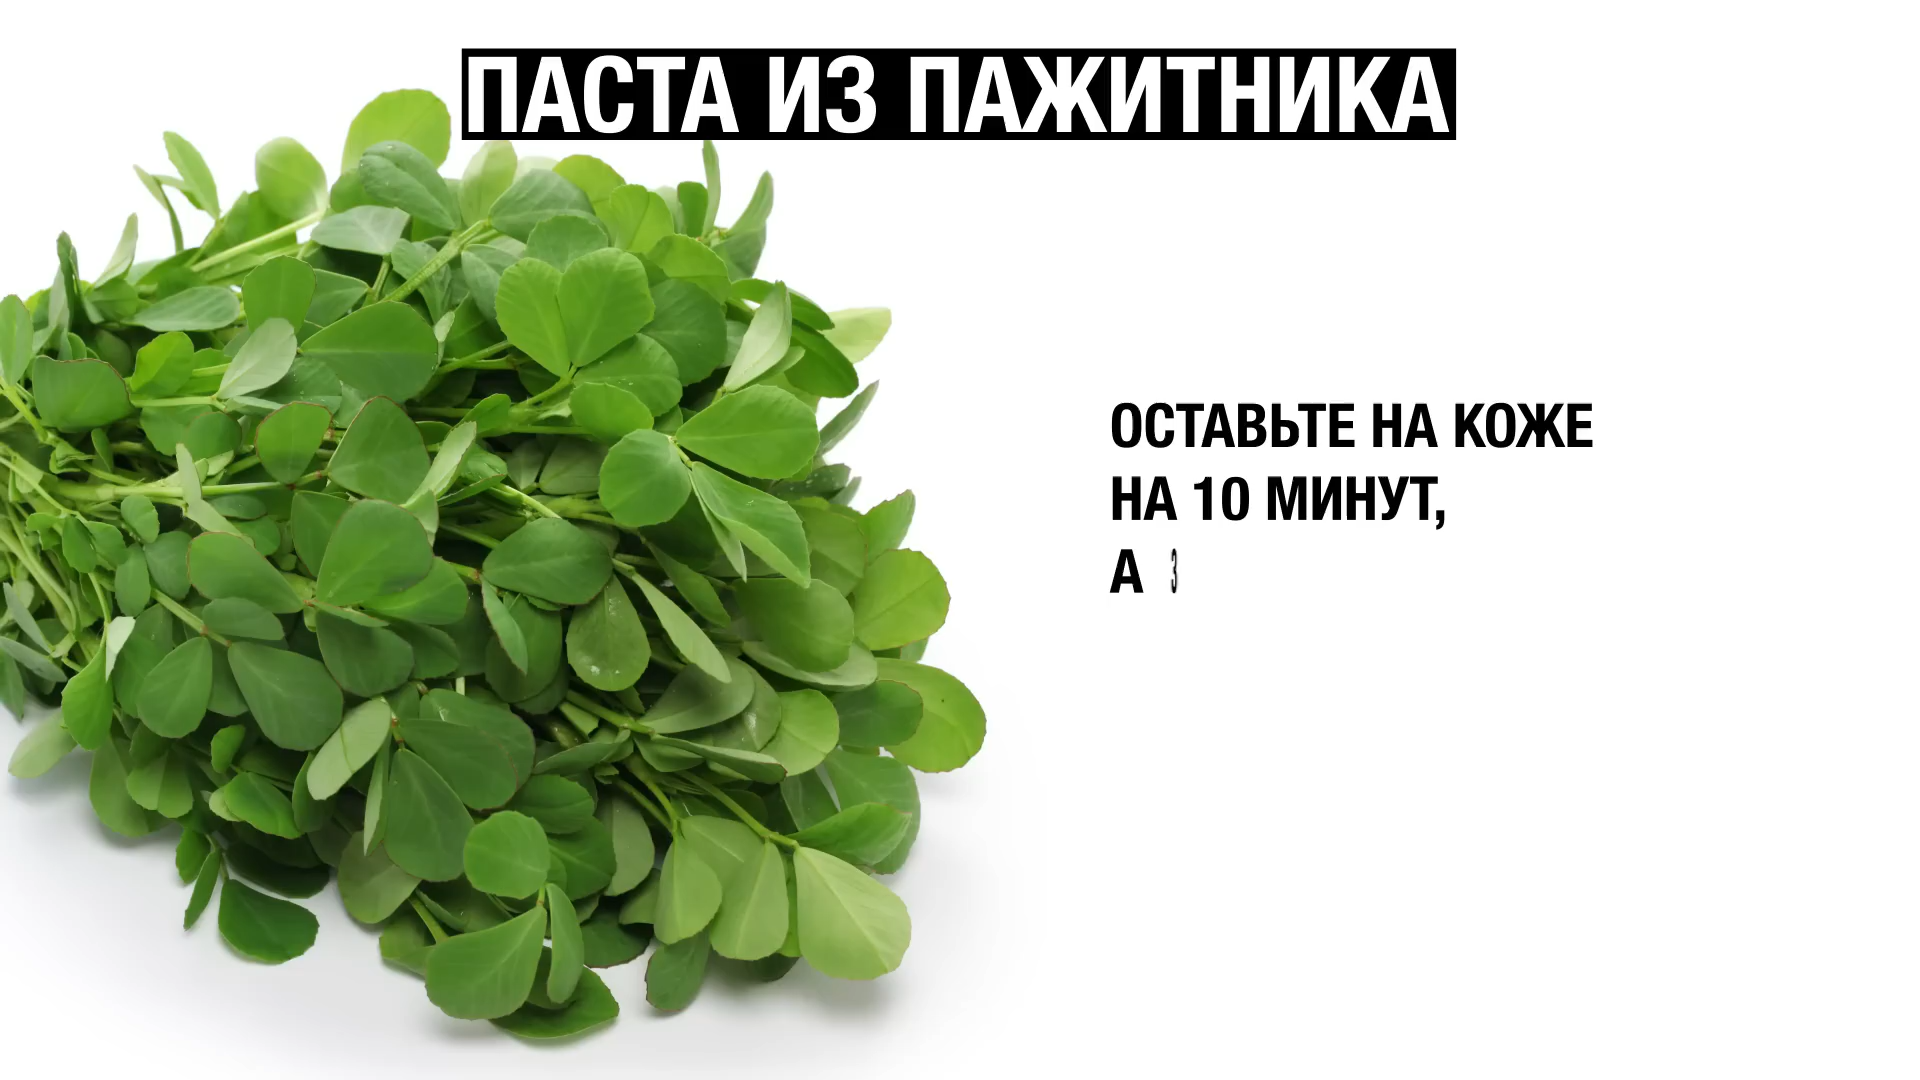 ПАСТА ИЗ ПАЖИТНИКА
ОСТАВЬТЕ НА КОЖЕ
НА 10 МИНУТ,
А З